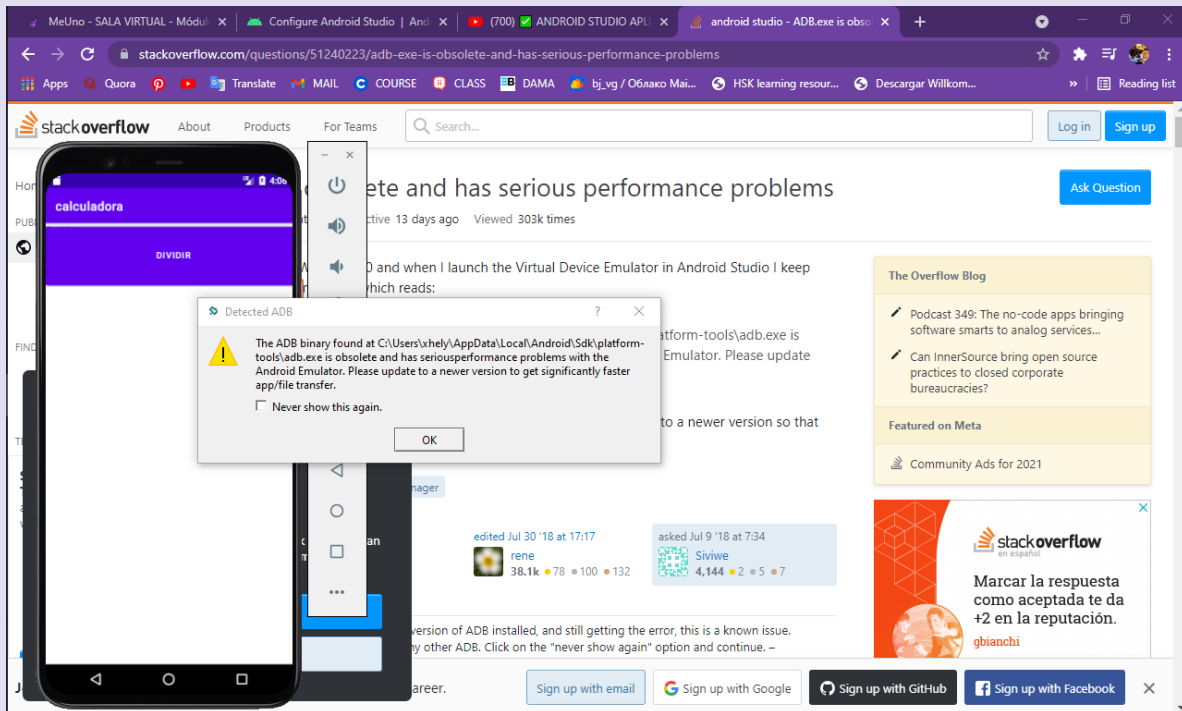 MeUno - SALA VIRTUAL - Módul
Configure Android Studio | And
(700) ✅ ANDROID STUDIO APL
android studio - ADB.exe is obso
stackoverflow.com/questions/51240223/adb-exe-is-obsolete-and-has-serious-performance-problems
Apps
Quora
Translate
MAIL
COURSE
CLASS
DAMA
bj_vg / Облако Mai...
HSK learning resour...
Descargar Willkom...
»
Reading list
stackoverflow
About
Products
For Teams
Search...
Log in
Sign up
4:06
calculadora
DIVIDIR
Hor
PUBL
FIND
olete and has serious performance problems
Ask Question
ctive 13 days ago Viewed 303k times
0 and when I launch the Virtual Device Emulator in Android Studio I keep
which reads:
atform-tools\adb.exe is
Emulator. Please update
to a newer version so that
Detected ADB
?
The ADB binary found at C:\Users\xhely\AppData\Local\Android\Sdk\platform-
tools\adb.exe is obsolete and has seriousperformance problems with the
Android Emulator. Please update to a newer version to get significantly faster
app/file transfer.
Never show this again.
OK
nager
edited Jul 30 '18 at 17:17
rene
38.1k 78 100 132
asked Jul 9 '18 at 7:34
Siviwe
4,144 2 5 7
version of ADB installed, and still getting the error, this is a known issue.
ny other ADB. Click on the "never show again" option and continue. –
The Overflow Blog
Podcast 349: The no-code apps bringing
software smarts to analog services...
Can InnerSource bring open source
practices to closed corporate
bureaucracies?
Featured on Meta
Community Ads for 2021
stackoverflow
en español
Marcar la respuesta
como aceptada te da
+2 en la reputación.
gbianchi
areer.
Sign up with email
Sign up with Google
Sign up with GitHub
Sign up with Facebook